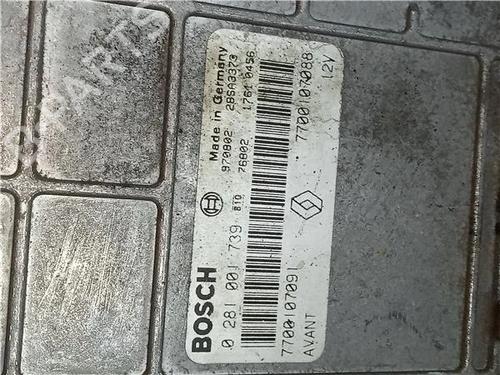 BOSCH
0 281 001 739 810
Made in Germany
970802 28SA3373
76802 1761 0456
7700107091 7700107088
AVANT 12V